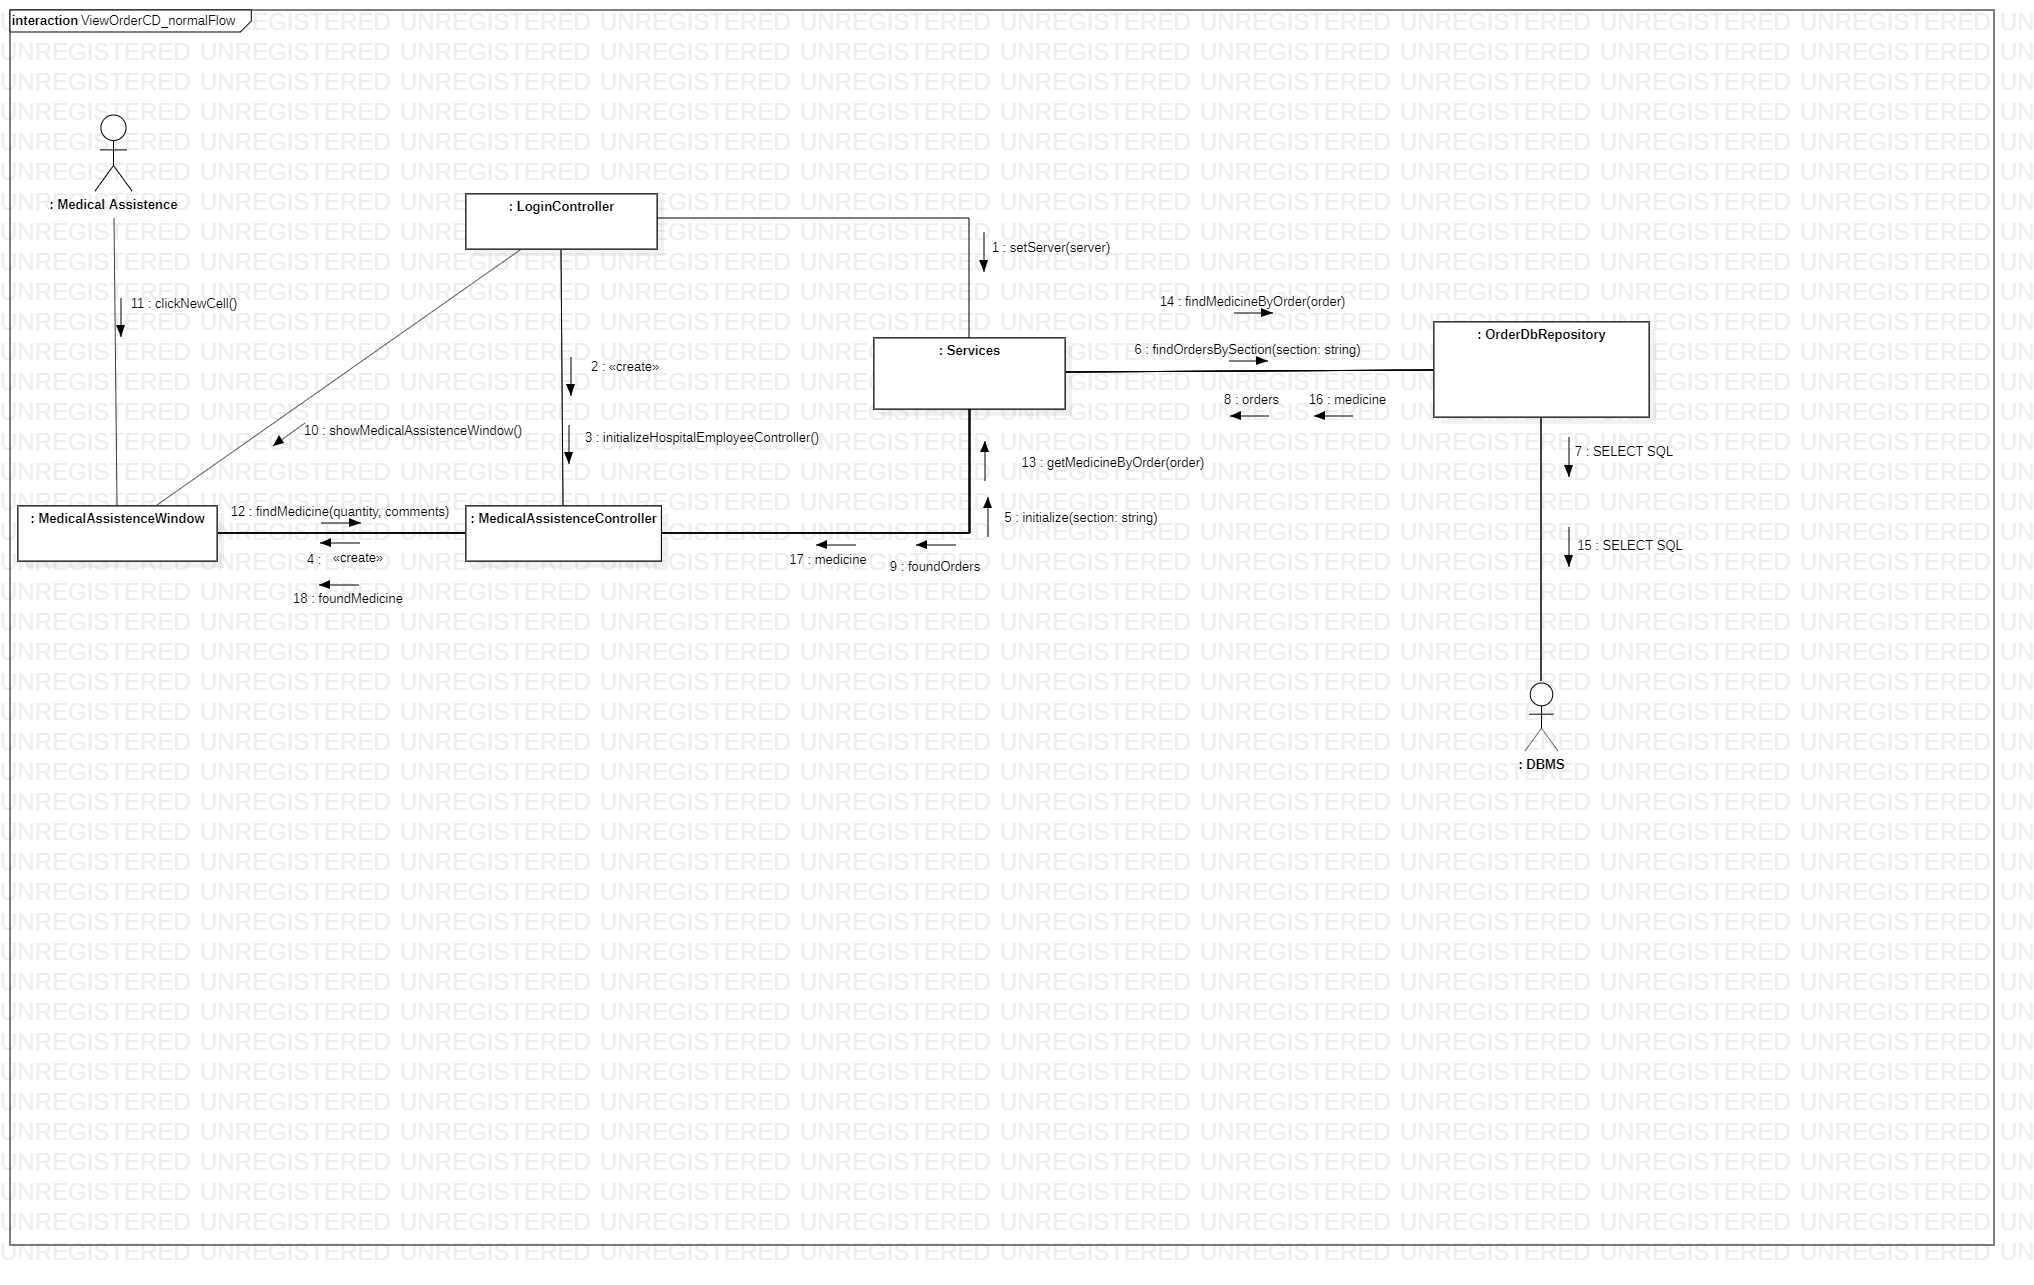 interaction ViewOrderCD_normalFlow
: Medical Assistence
: LoginController
1 : setServer(server)
11 : clickNewCell()
14 : findMedicineByOrder(order)
: OrderDbRepository
: Services
6 : findOrdersBySection(section: string)
2 : «create»
8 : orders
16 : medicine
10 : showMedicalAssistenceWindow()
3 : initializeHospitalEmployeeController()
7 : SELECT SQL
13 : getMedicineByOrder(order)
12 : findMedicine(quantity, comments)
: MedicalAssistenceWindow
: MedicalAssistenceController
5 : initialize(section: string)
15 : SELECT SQL
4 : «create»
17 : medicine
9 : foundOrders
18 : foundMedicine
: DBMS
UNREGISTERED